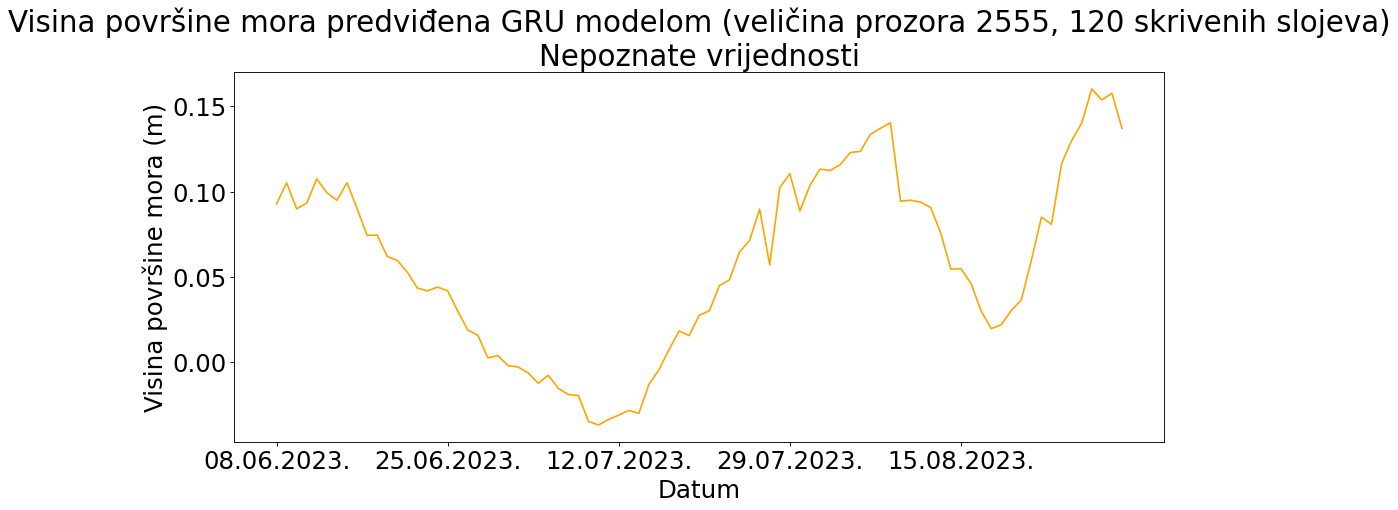 Visina površine mora predviđena GRU modelom (veličina prozora 2555, 120 skrivenih slojeva)
Nepoznate vrijednosti
Visina površine mora (m)
0.15
0.10
0.05
0.00
08.06.2023.
25.06.2023.
12.07.2023.
29.07.2023.
15.08.2023.
Datum